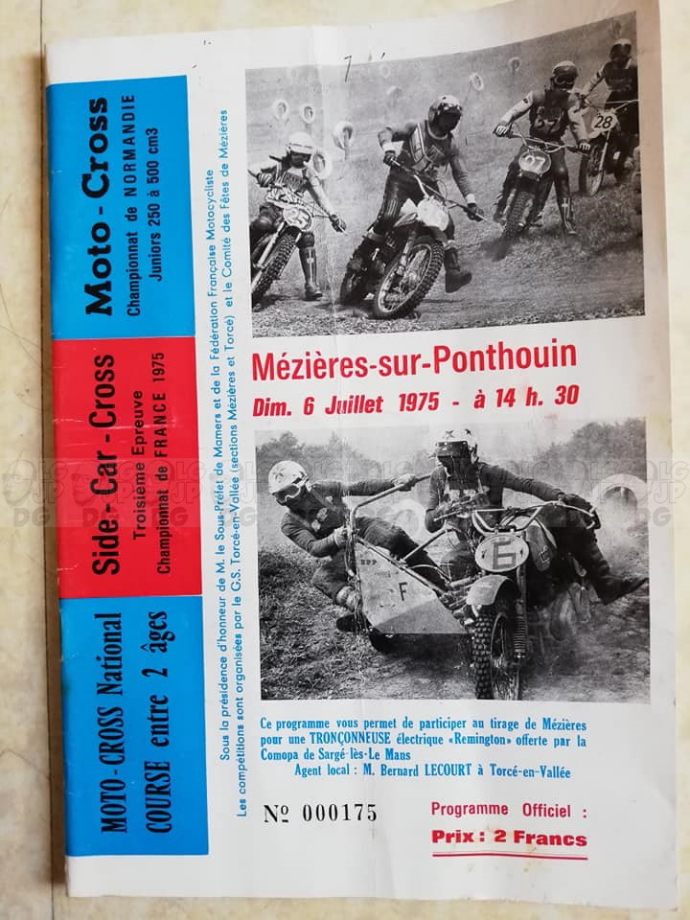 Moto-Cross
Championnat de NORMANDIE
Juniors 250 à 500 cm3
Side-Car-Cross
Troisième Epreuve
Championnat de FRANCE 1975
MOTO-CROSS National
COURSE entre 2 âges
Sous la présidence d'honneur de M. le Sous-Préfet de Mamers et de la Fédération Française Motocycliste
Les compétitions sont organisées par le C.S. Torcé-en-Vallée (sections Mézières et Torcé) et le Comité des Fêtes de Mézières
28
97
85
Mézières-sur-Ponthouin
Dim. 6 Juillet 1975 - à 14 h. 30
6
F
Ce programme vous permet de participer au tirage de Mézières
pour une TRONÇONNEUSE électrique «Remington» offerte par la
Comopa de Sargé-lès-Le Mans
Agent local : M. Bernard LECOURT à Torcé-en-Vallée
Nº 000175
Programme Officiel :
Prix : 2 Francs